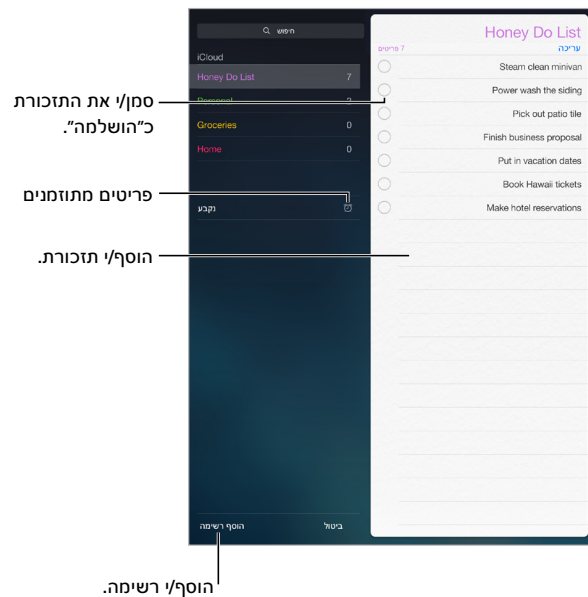 חיפוש
iCloud
Honey Do List 7
Personal 2
Groceries 0
Home 0
נקבע
הוסף רשימה
ביטול
Honey Do List
עריכה
7 פריטים
Steam clean minivan
Power wash the siding
Pick out patio tile
Finish business proposal
Put in vacation dates
Book Hawaii tickets
Make hotel reservations
סמן/י את התזכורת
כ"הושלמה".
פריטים מתוזמנים
הוסף/י תזכורת.
הוסף/י רשימה.